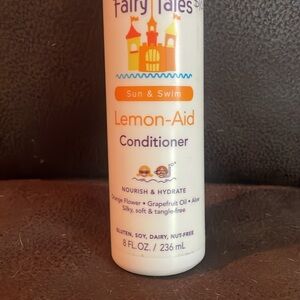 Fairy Tales
Sun & Swim
Lemon-Aid
Conditioner
NOURISH & HYDRATE
Orange Flower • Grapefruit Oil • Aloe
Silky, soft & tangle-free
GLUTEN, SOY, DAIRY, NUT-FREE
8 FL.OZ. / 236 mL